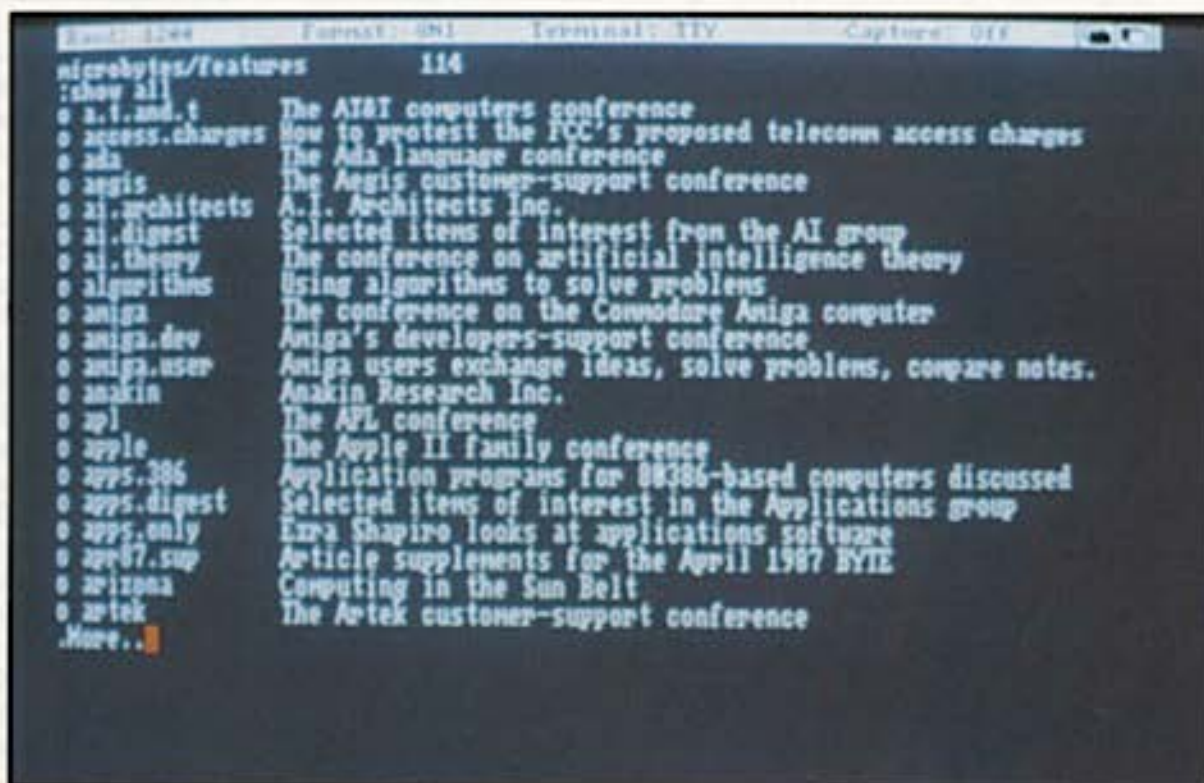 Baud: 1200 Format: 8N1 Terminal: TTY Capture: Off
microbytes/features 114
:show all
o a.t.and.t The AT&T computers conference
o access.charges How to protest the FCC's proposed telecomm access charges
o ada The Ada language conference
o aegis The Aegis customer-support conference
o ai.architects A.I. Architects Inc.
o ai.digest Selected items of interest from the AI group
o ai.theory The conference on artificial intelligence theory
o algorithms Using algorithms to solve problems
o amiga The conference on the Commodore Amiga computer
o amiga.dev Amiga's developers-support conference
o amiga.user Amiga users exchange ideas, solve problems, compare notes.
o anakin Anakin Research Inc.
o apl The APL conference
o apple The Apple II family conference
o apps.386 Application programs for 80386-based computers discussed
o apps.digest Selected items of interest in the Applications group
o apps.only Ezra Shapiro looks at applications software
o apr87.sup Article supplements for the April 1987 BYTE
o arizona Computing in the Sun Belt
o artek The Artek customer-support conference
.More..